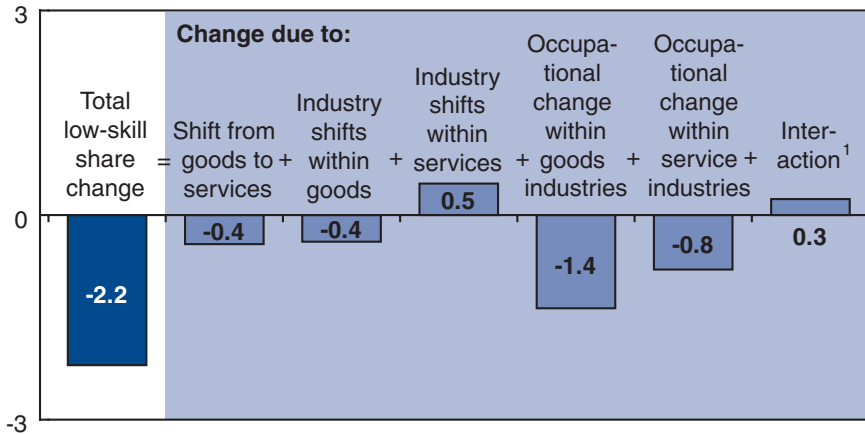 3
Change due to:
Total
low-skill
share
change
=
Shift from
goods to
services
+
Industry
shifts
within
goods
+
Industry
shifts
within
services
+
Occupa-
tional
change
within
goods
industries
+
Occupa-
tional
change
within
service
industries
+
Inter-
action1
0
-2.2
-0.4
-0.4
0.5
-1.4
-0.8
0.3
-3